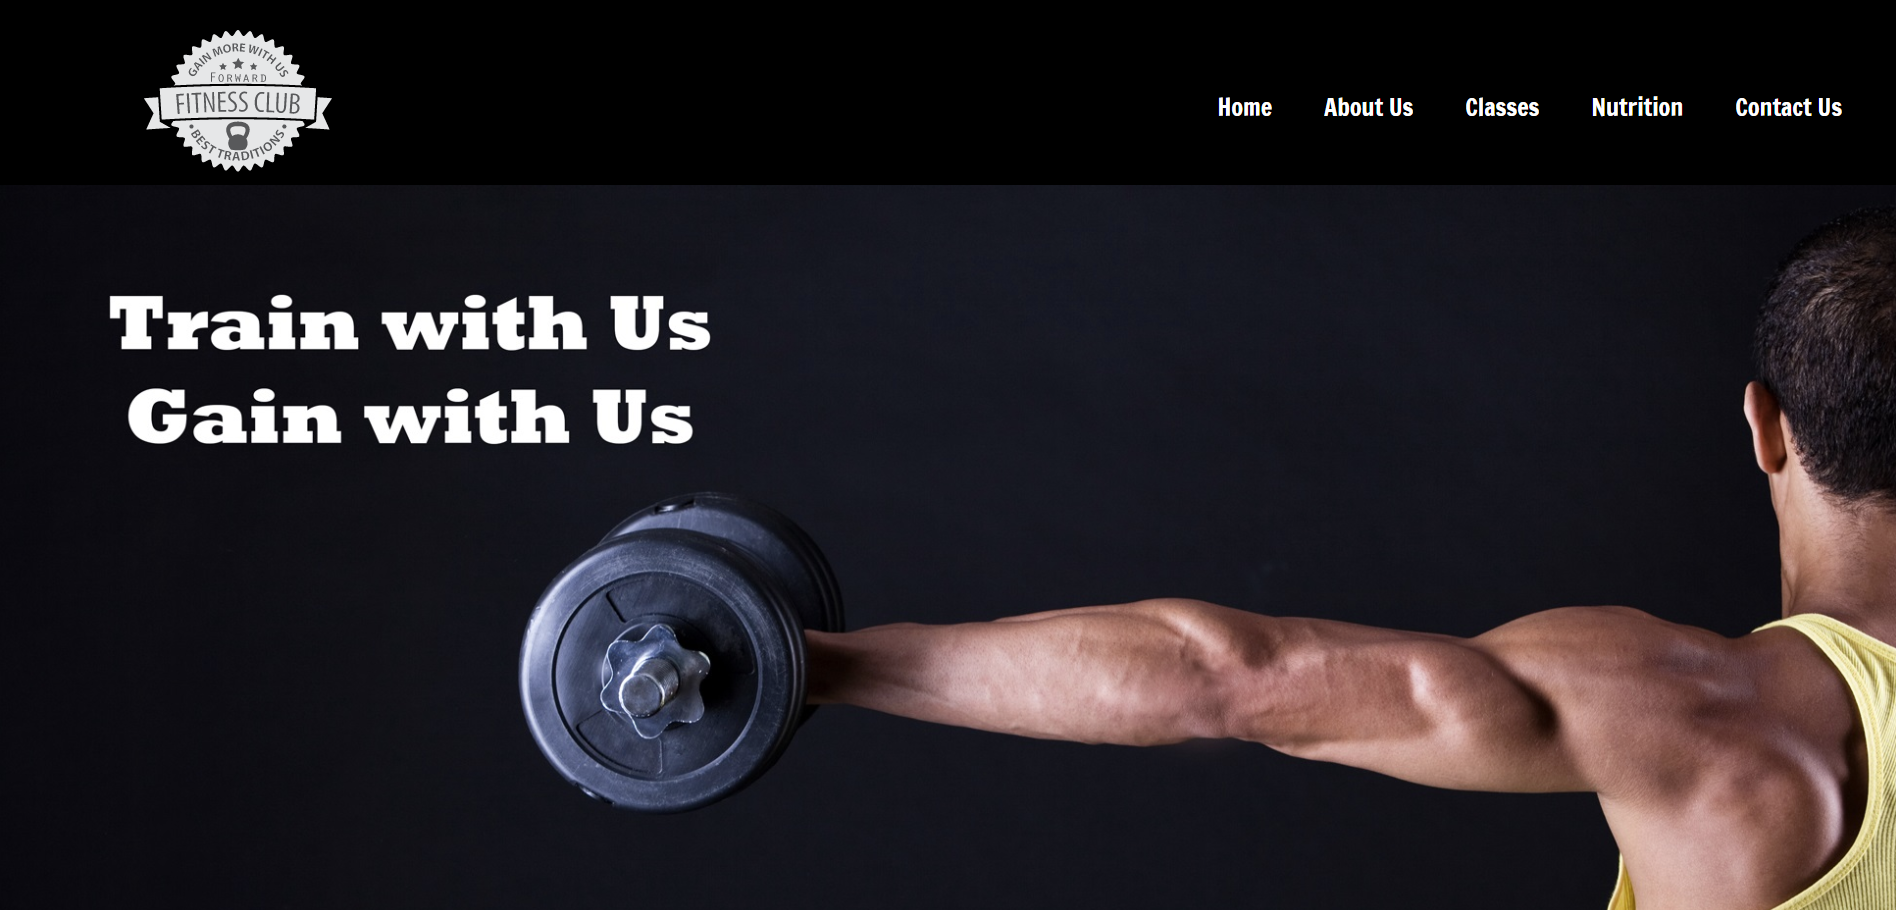 GAIN MORE WITH US
FORWARD
FITNESS CLUB
BEST TRADITIONS
Home About Us Classes Nutrition Contact Us
Train with Us
Gain with Us